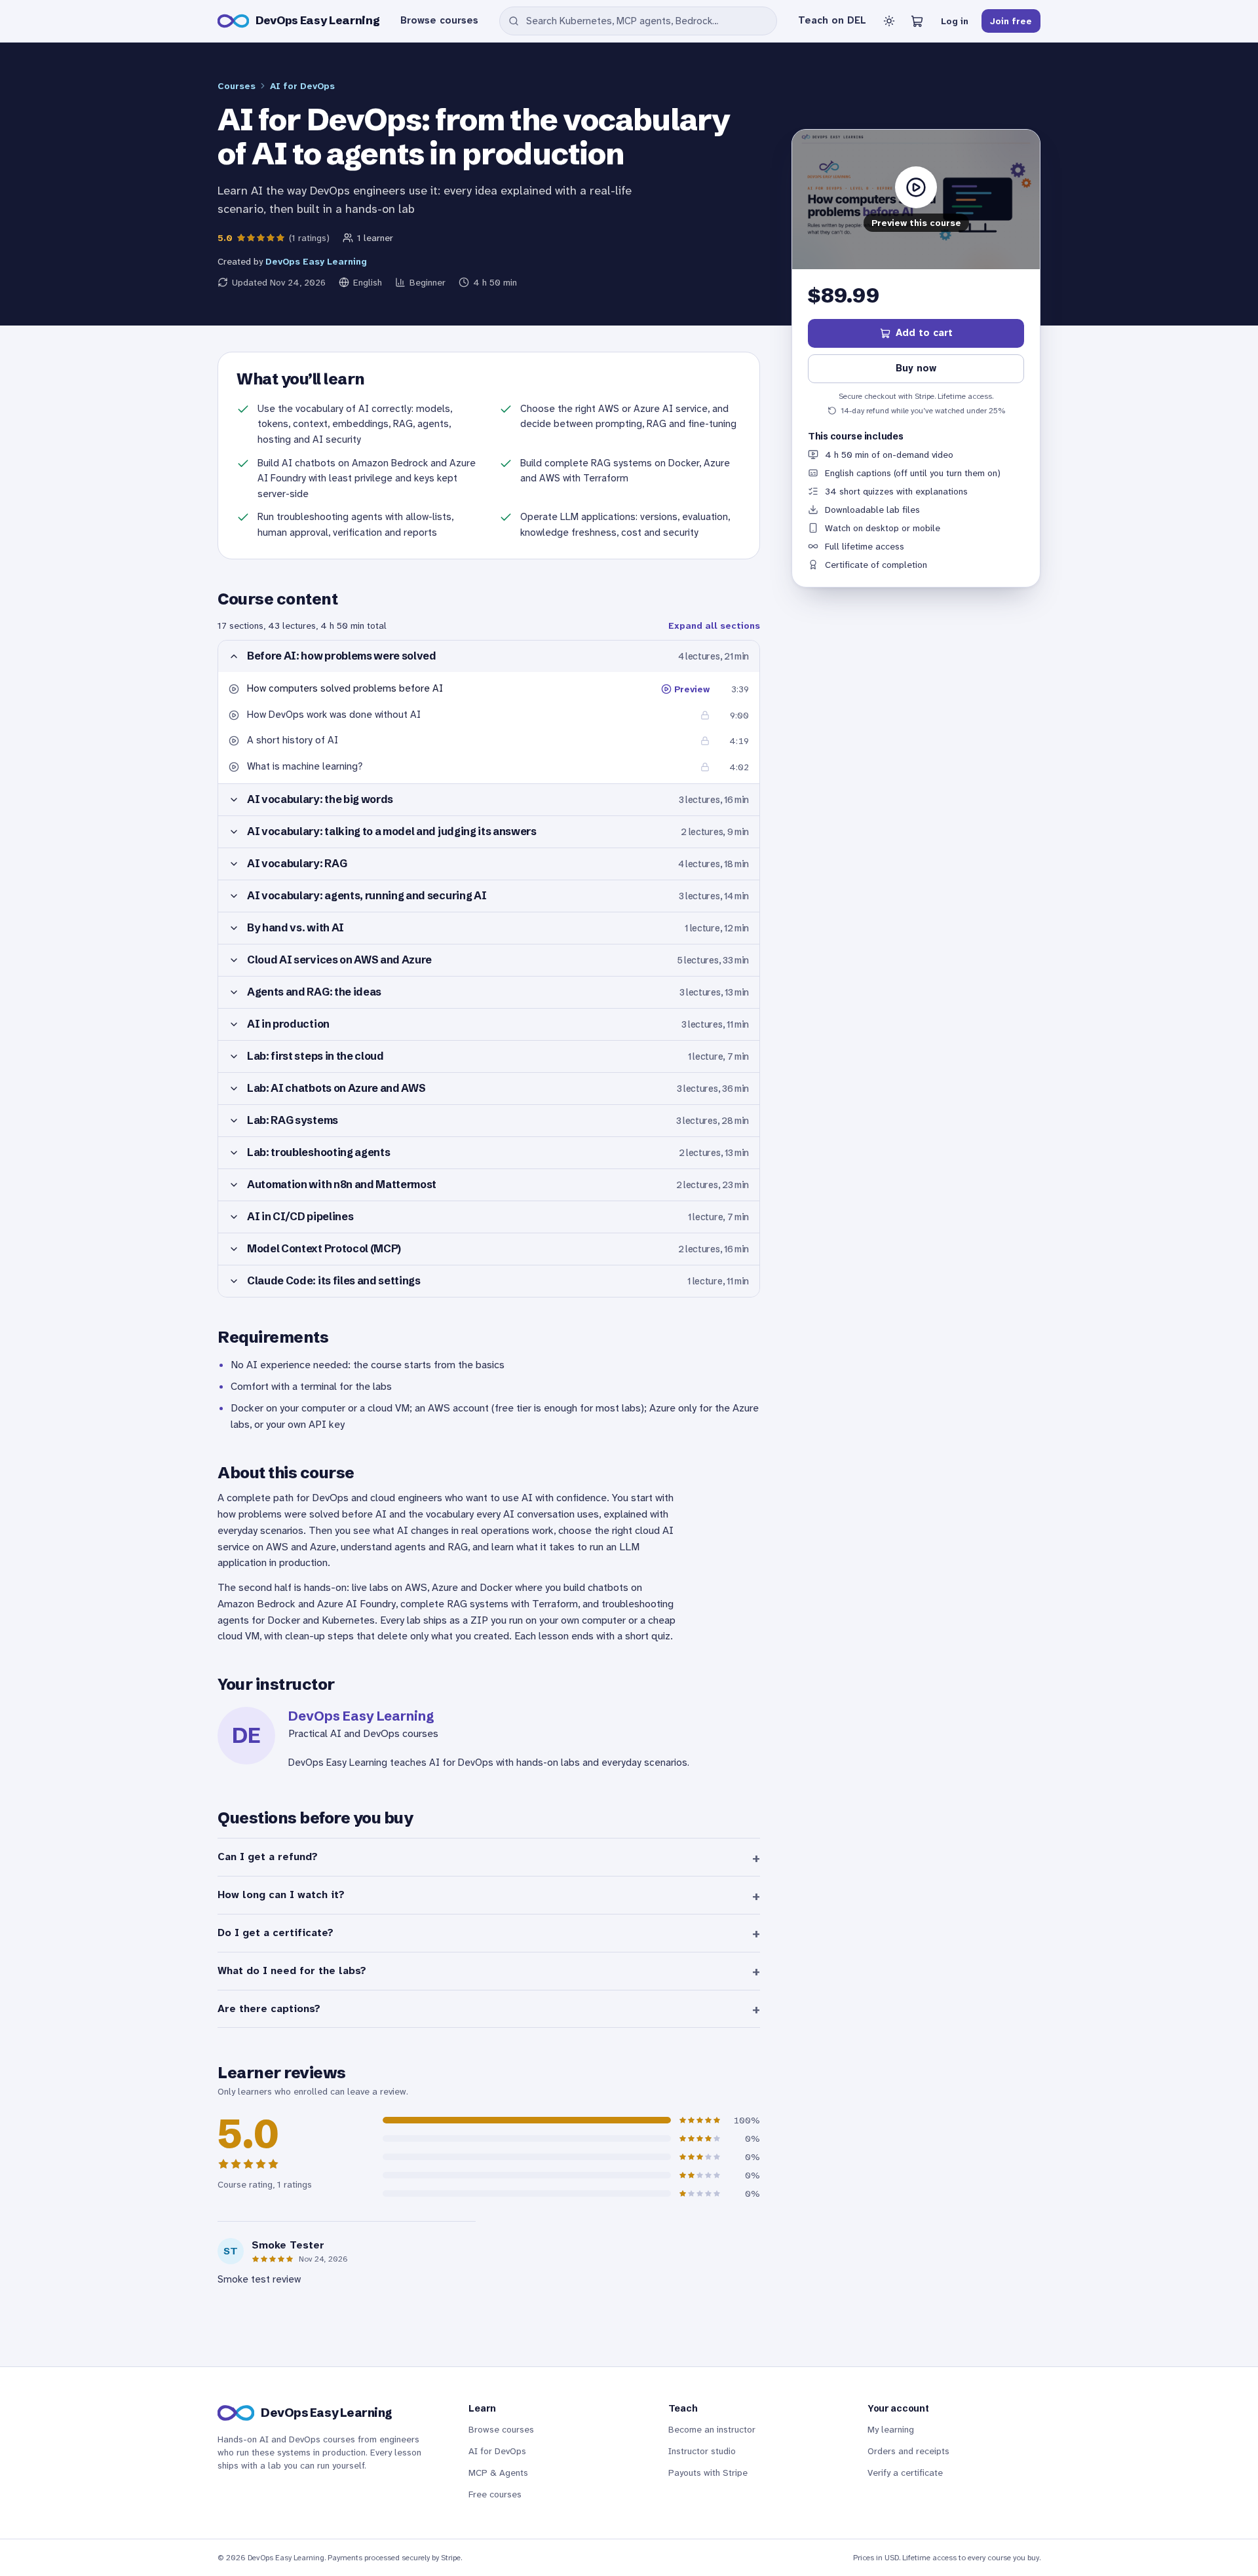 DevOps Easy Learning
Browse courses
Search Kubernetes, MCP agents, Bedrock...
Teach on DEL
Log in
Join free
Courses > AI for DevOps
AI for DevOps: from the vocabulary
of AI to agents in production
Learn AI the way DevOps engineers use it: every idea explained with a real-life
scenario, then built in a hands-on lab
5.0 (1 ratings) 1 learner
Created by DevOps Easy Learning
Updated Nov 24, 2026 English Beginner 4 h 50 min
DEVOPS EASY LEARNING
How computers
problems before AI
Preview this course
$89.99
Add to cart
Buy now
Secure checkout with Stripe. Lifetime access.
14-day refund while you've watched under 25%
This course includes
4 h 50 min of on-demand video
English captions (off until you turn them on)
34 short quizzes with explanations
Downloadable lab files
Watch on desktop or mobile
Full lifetime access
Certificate of completion
What you’ll learn
Use the vocabulary of AI correctly: models,
tokens, context, embeddings, RAG, agents,
hosting and AI security
Choose the right AWS or Azure AI service, and
decide between prompting, RAG and fine-tuning
Build AI chatbots on Amazon Bedrock and Azure
AI Foundry with least privilege and keys kept
server-side
Build complete RAG systems on Docker, Azure
and AWS with Terraform
Run troubleshooting agents with allow-lists,
human approval, verification and reports
Operate LLM applications: versions, evaluation,
knowledge freshness, cost and security
Course content
17 sections, 43 lectures, 4 h 50 min total
Expand all sections
Before AI: how problems were solved 4 lectures, 21 min
How computers solved problems before AI Preview 3:39
How DevOps work was done without AI 9:00
A short history of AI 4:19
What is machine learning? 4:02
AI vocabulary: the big words 3 lectures, 16 min
AI vocabulary: talking to a model and judging its answers 2 lectures, 9 min
AI vocabulary: RAG 4 lectures, 18 min
AI vocabulary: agents, running and securing AI 3 lectures, 14 min
By hand vs. with AI 1 lecture, 12 min
Cloud AI services on AWS and Azure 5 lectures, 33 min
Agents and RAG: the ideas 3 lectures, 13 min
AI in production 3 lectures, 11 min
Lab: first steps in the cloud 1 lecture, 7 min
Lab: AI chatbots on Azure and AWS 3 lectures, 36 min
Lab: RAG systems 3 lectures, 28 min
Lab: troubleshooting agents 2 lectures, 13 min
Automation with n8n and Mattermost 2 lectures, 23 min
AI in CI/CD pipelines 1 lecture, 7 min
Model Context Protocol (MCP) 2 lectures, 16 min
Claude Code: its files and settings 1 lecture, 11 min
Requirements
No AI experience needed: the course starts from the basics
Comfort with a terminal for the labs
Docker on your computer or a cloud VM; an AWS account (free tier is enough for most labs); Azure only for the Azure
labs, or your own API key
About this course
A complete path for DevOps and cloud engineers who want to use AI with confidence. You start with
how problems were solved before AI and the vocabulary every AI conversation uses, explained with
everyday scenarios. Then you see what AI changes in real operations work, choose the right cloud AI
service on AWS and Azure, understand agents and RAG, and learn what it takes to run an LLM
application in production.
The second half is hands-on: live labs on AWS, Azure and Docker where you build chatbots on
Amazon Bedrock and Azure AI Foundry, complete RAG systems with Terraform, and troubleshooting
agents for Docker and Kubernetes. Every lab ships as a ZIP you run on your own computer or a cheap
cloud VM, with clean-up steps that delete only what you created. Each lesson ends with a short quiz.
Your instructor
DE
DevOps Easy Learning
Practical AI and DevOps courses
DevOps Easy Learning teaches AI for DevOps with hands-on labs and everyday scenarios.
Questions before you buy
Can I get a refund? +
How long can I watch it? +
Do I get a certificate? +
What do I need for the labs? +
Are there captions? +
Learner reviews
Only learners who enrolled can leave a review.
5.0
Course rating, 1 ratings
100%
0%
0%
0%
0%
ST
Smoke Tester
Nov 24, 2026
Smoke test review
DevOps Easy Learning
Hands-on AI and DevOps courses from engineers
who run these systems in production. Every lesson
ships with a lab you can run yourself.
Learn
Browse courses
AI for DevOps
MCP & Agents
Free courses
Teach
Become an instructor
Instructor studio
Payouts with Stripe
Your account
My learning
Orders and receipts
Verify a certificate
© 2026 DevOps Easy Learning. Payments processed securely by Stripe.
Prices in USD. Lifetime access to every course you buy.